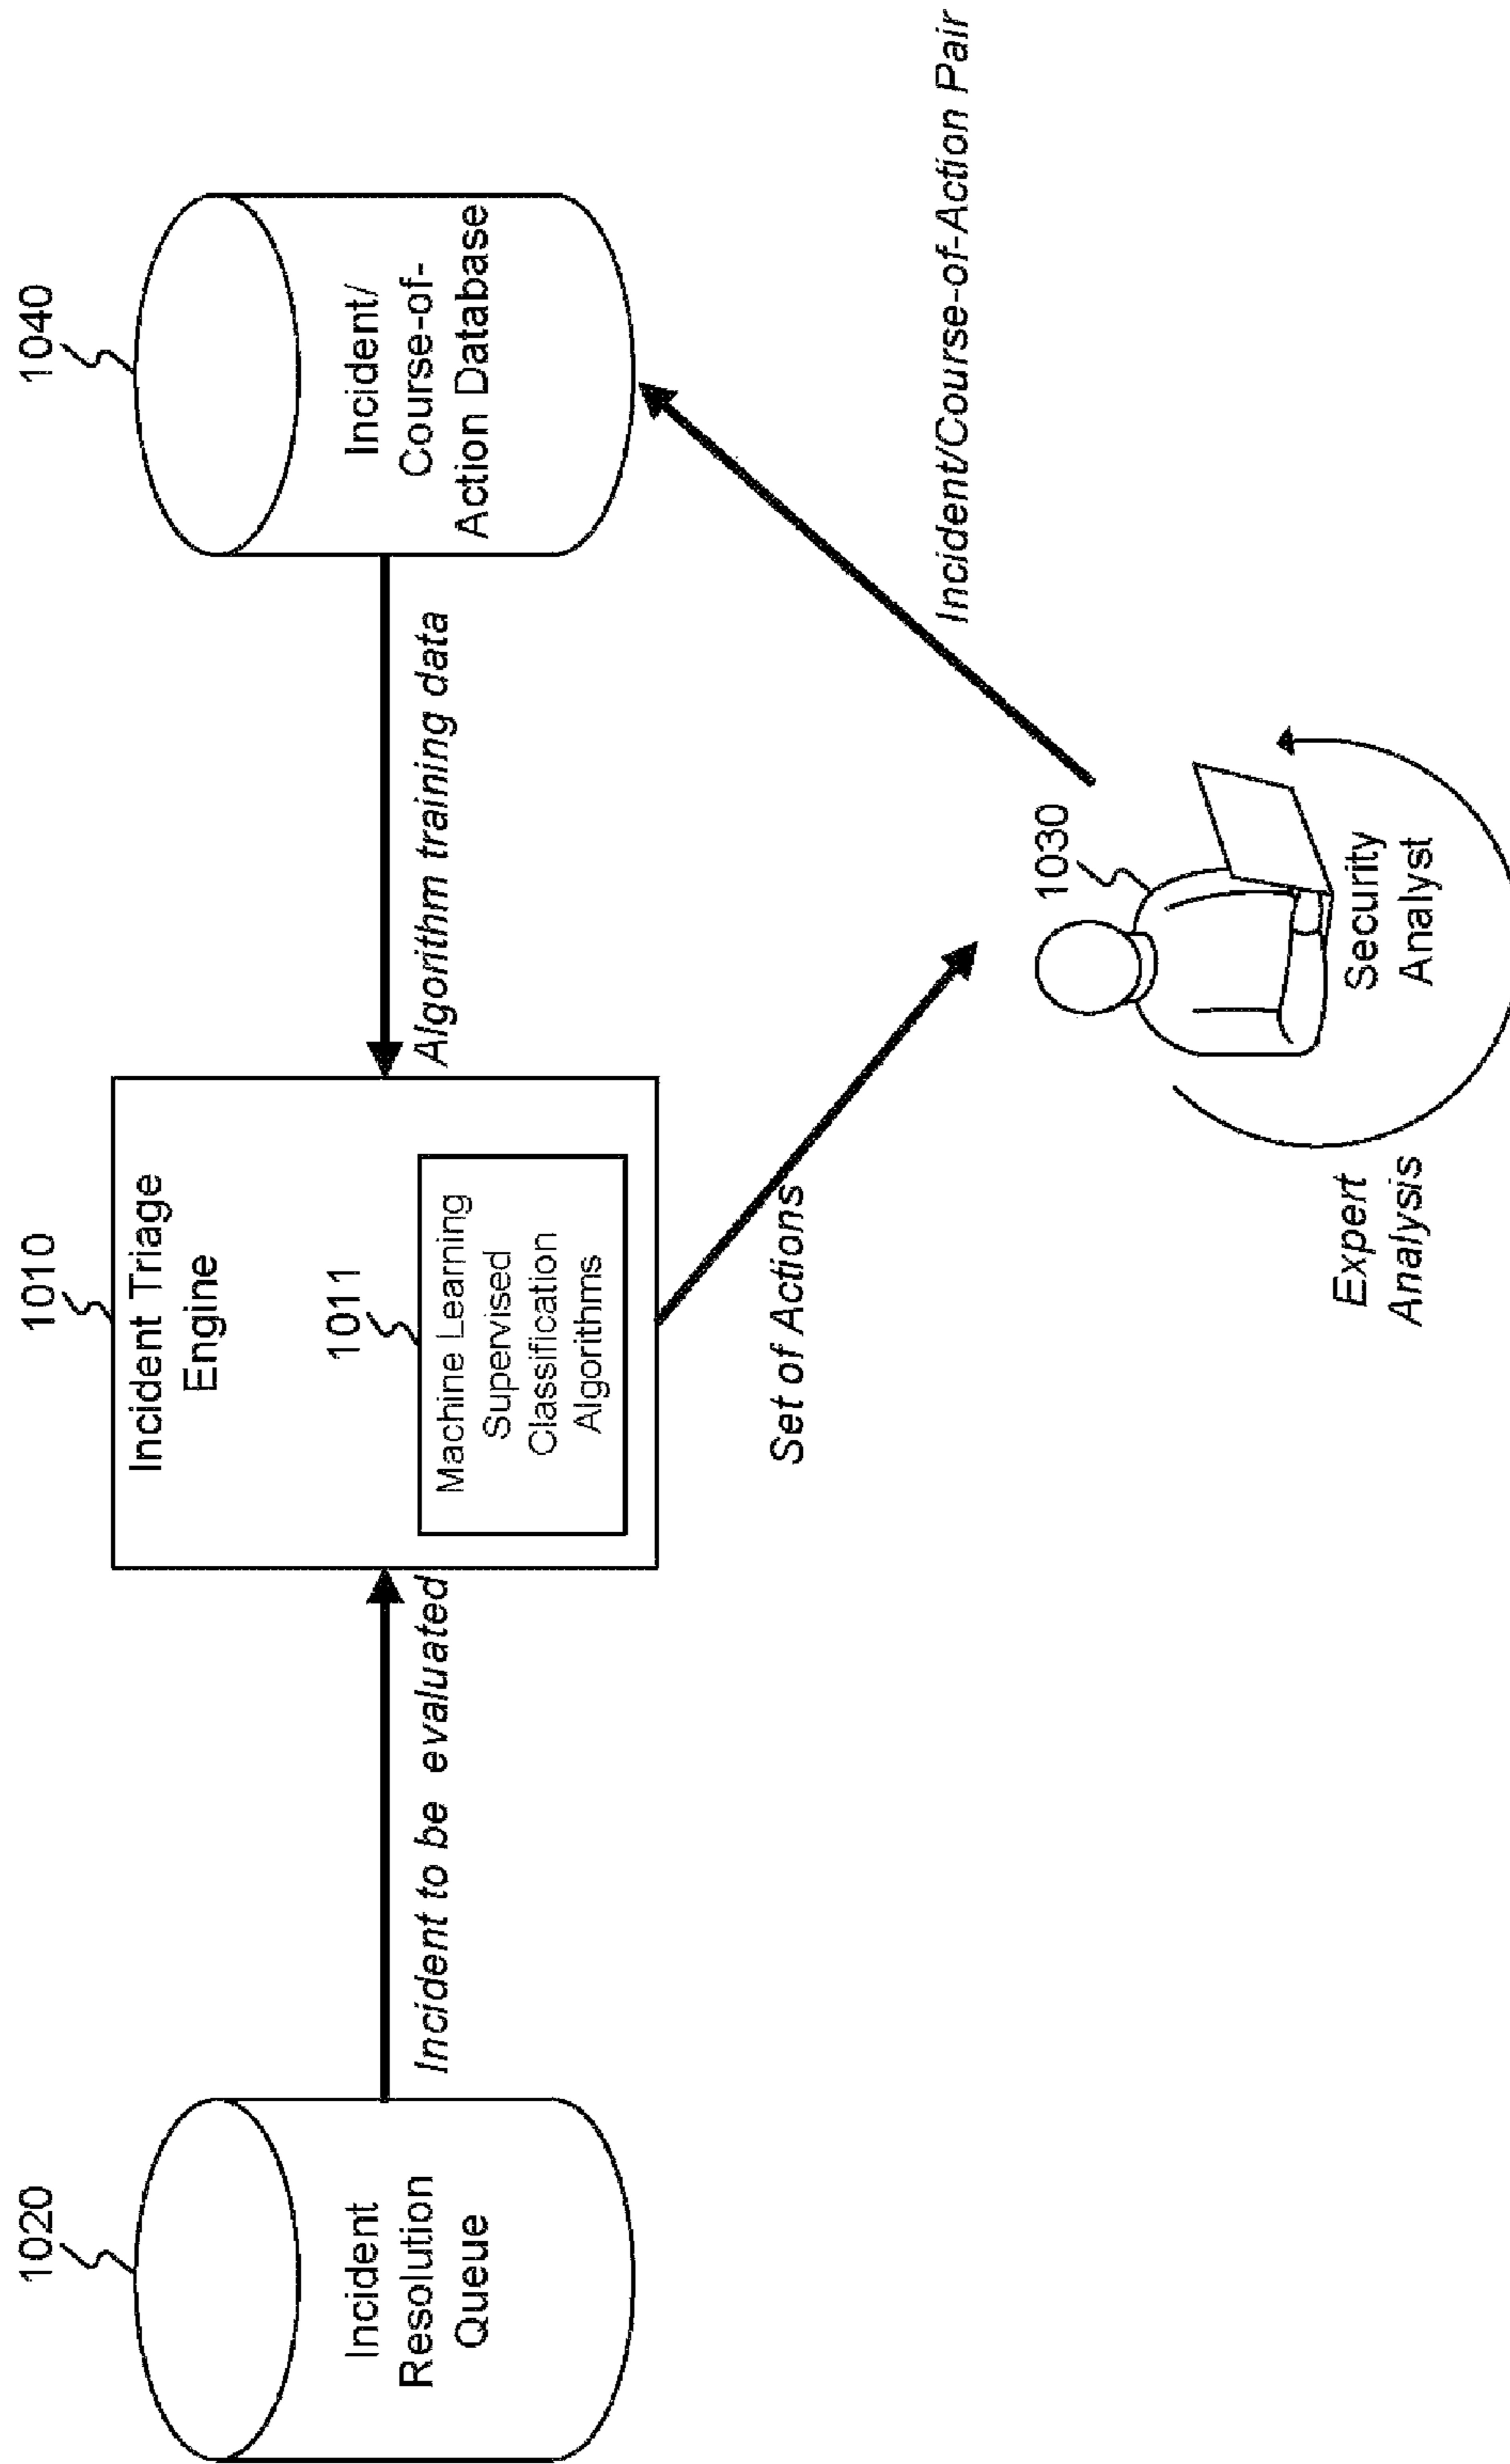 1020
Incident
Resolution
Queue
Incident to be evaluated
1010
Incident Triage
Engine
1011
Machine Learning
Supervised
Classification
Algorithms
Algorithm training data
1040
Incident/
Course-of-
Action Database
Set of Actions
Incident/Course-of-Action Pair
1030
Security
Analyst
Expert
Analysis